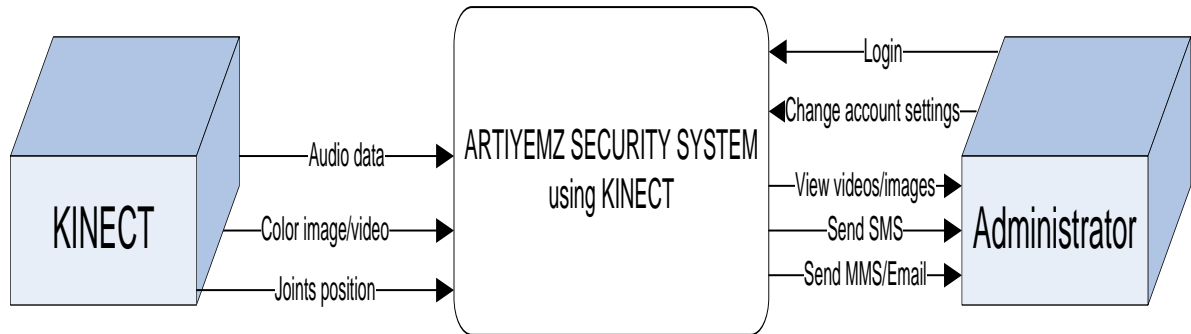 KINECT
Audio data
Color image/video
Joints position
ARTIYEMZ SECURITY SYSTEM
using KINECT
Login
Change account settings
View videos/images
Send SMS
Send MMS/Email
Administrator